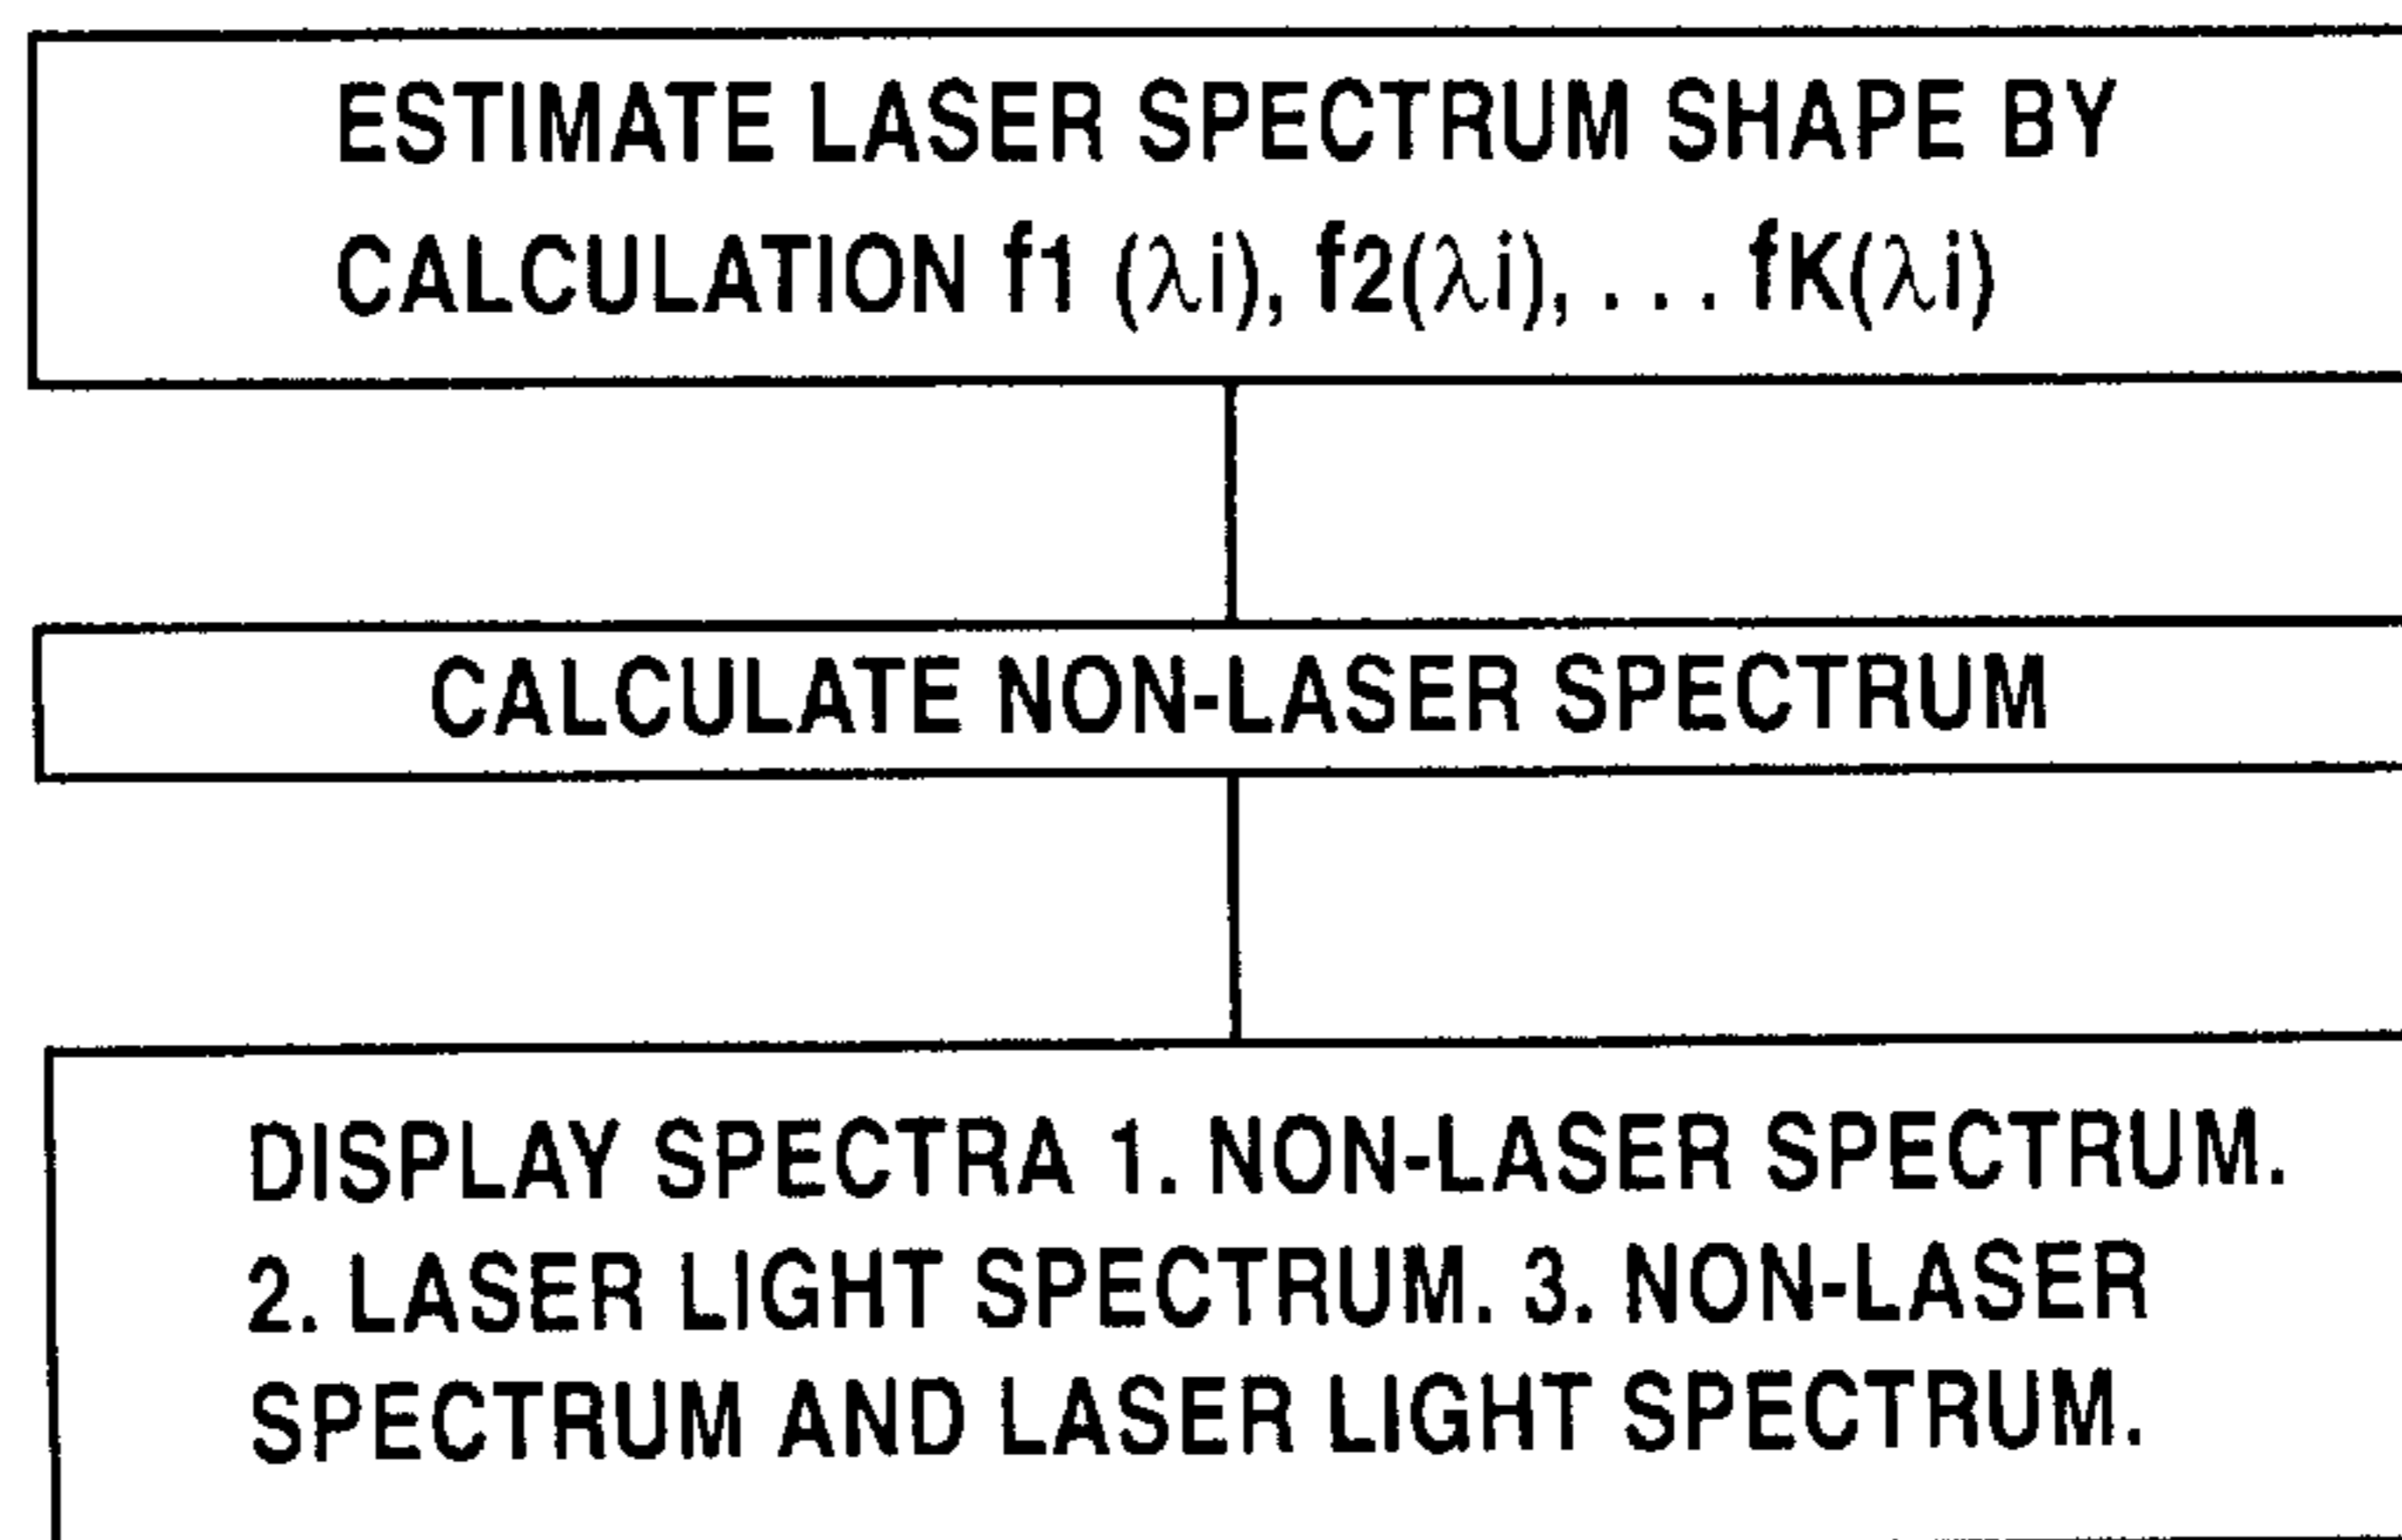 ESTIMATE LASER SPECTRUM SHAPE BY
CALCULATION f1 (λi), f2(λi), . . . fK(λi)
CALCULATE NON-LASER SPECTRUM
DISPLAY SPECTRA 1. NON-LASER SPECTRUM.
2. LASER LIGHT SPECTRUM. 3. NON-LASER
SPECTRUM AND LASER LIGHT SPECTRUM.